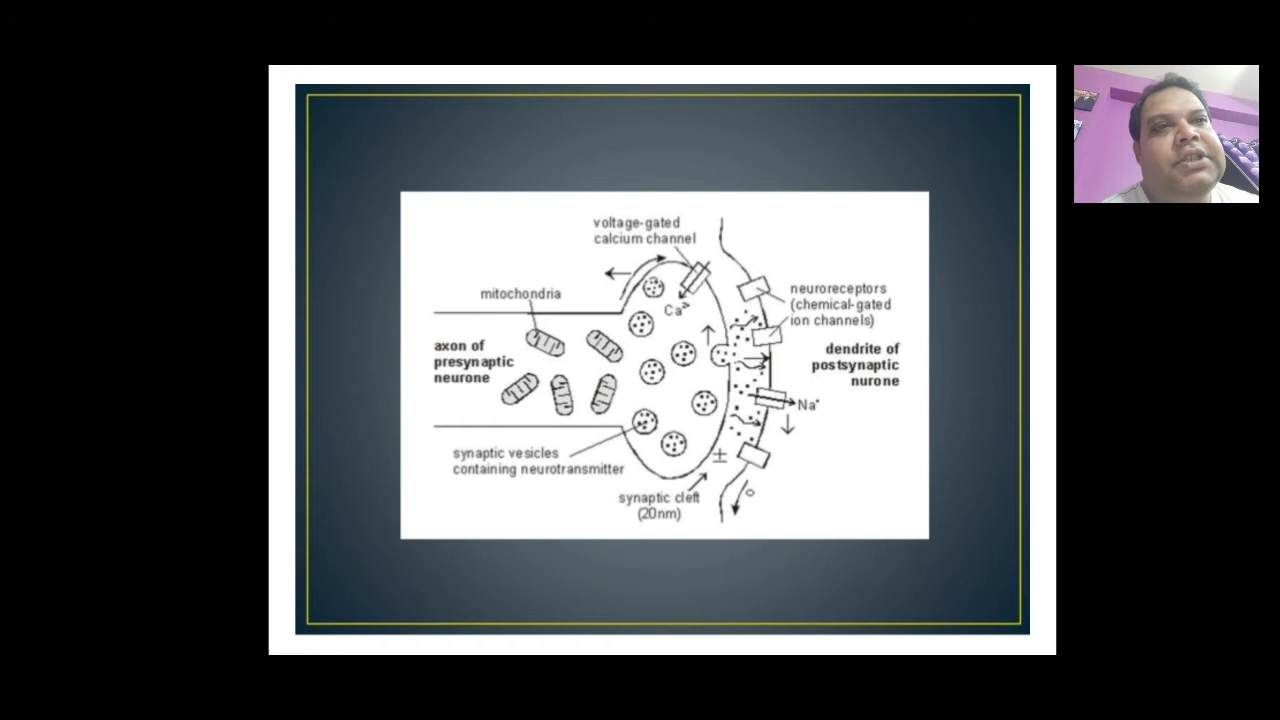 voltage-gated
calcium channel
mitochondria
Ca²⁺
neuroreceptors
(chemical-gated
ion channels)
axon of
presynaptic
neurone
dendrite of
postsynaptic
nurone
Na⁺
synaptic vesicles
containing neurotransmitter
±
synaptic cleft
(20nm)